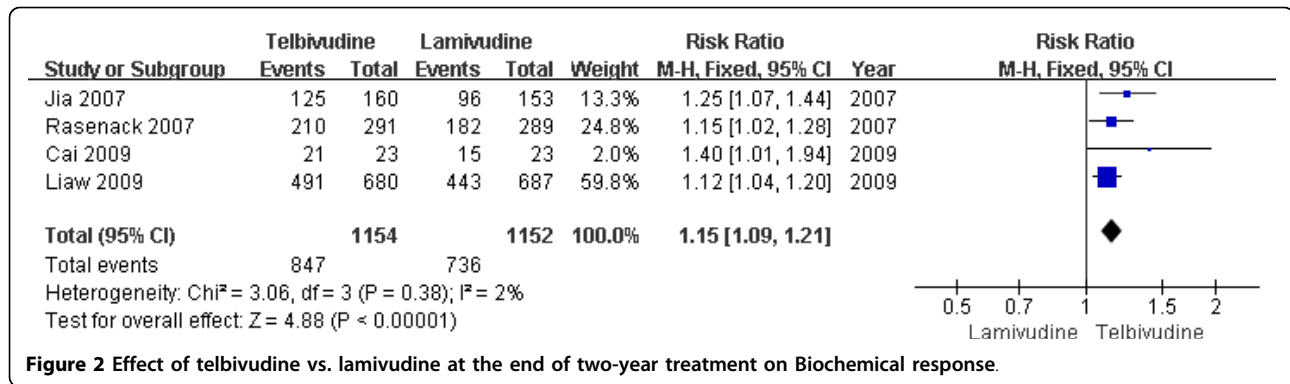 Telbivudine Lamivudine Risk Ratio Risk Ratio
Study or Subgroup Events Total Events Total Weight M-H, Fixed, 95% CI Year M-H, Fixed, 95% CI
Jia 2007 125 160 96 153 13.3% 1.25 [1.07, 1.44] 2007
Rasenack 2007 210 291 182 289 24.8% 1.15 [1.02, 1.28] 2007
Cai 2009 21 23 15 23 2.0% 1.40 [1.01, 1.94] 2009
Liaw 2009 491 680 443 687 59.8% 1.12 [1.04, 1.20] 2009
Total (95% CI) 1154 1152 100.0% 1.15 [1.09, 1.21]
Total events 847 736
Heterogeneity: Chi² = 3.06, df = 3 (P = 0.38); I² = 2%
Test for overall effect: Z = 4.88 (P < 0.00001)
0.5 0.7 1 1.5 2
Lamivudine Telbivudine
Figure 2 Effect of telbivudine vs. lamivudine at the end of two-year treatment on Biochemical response.